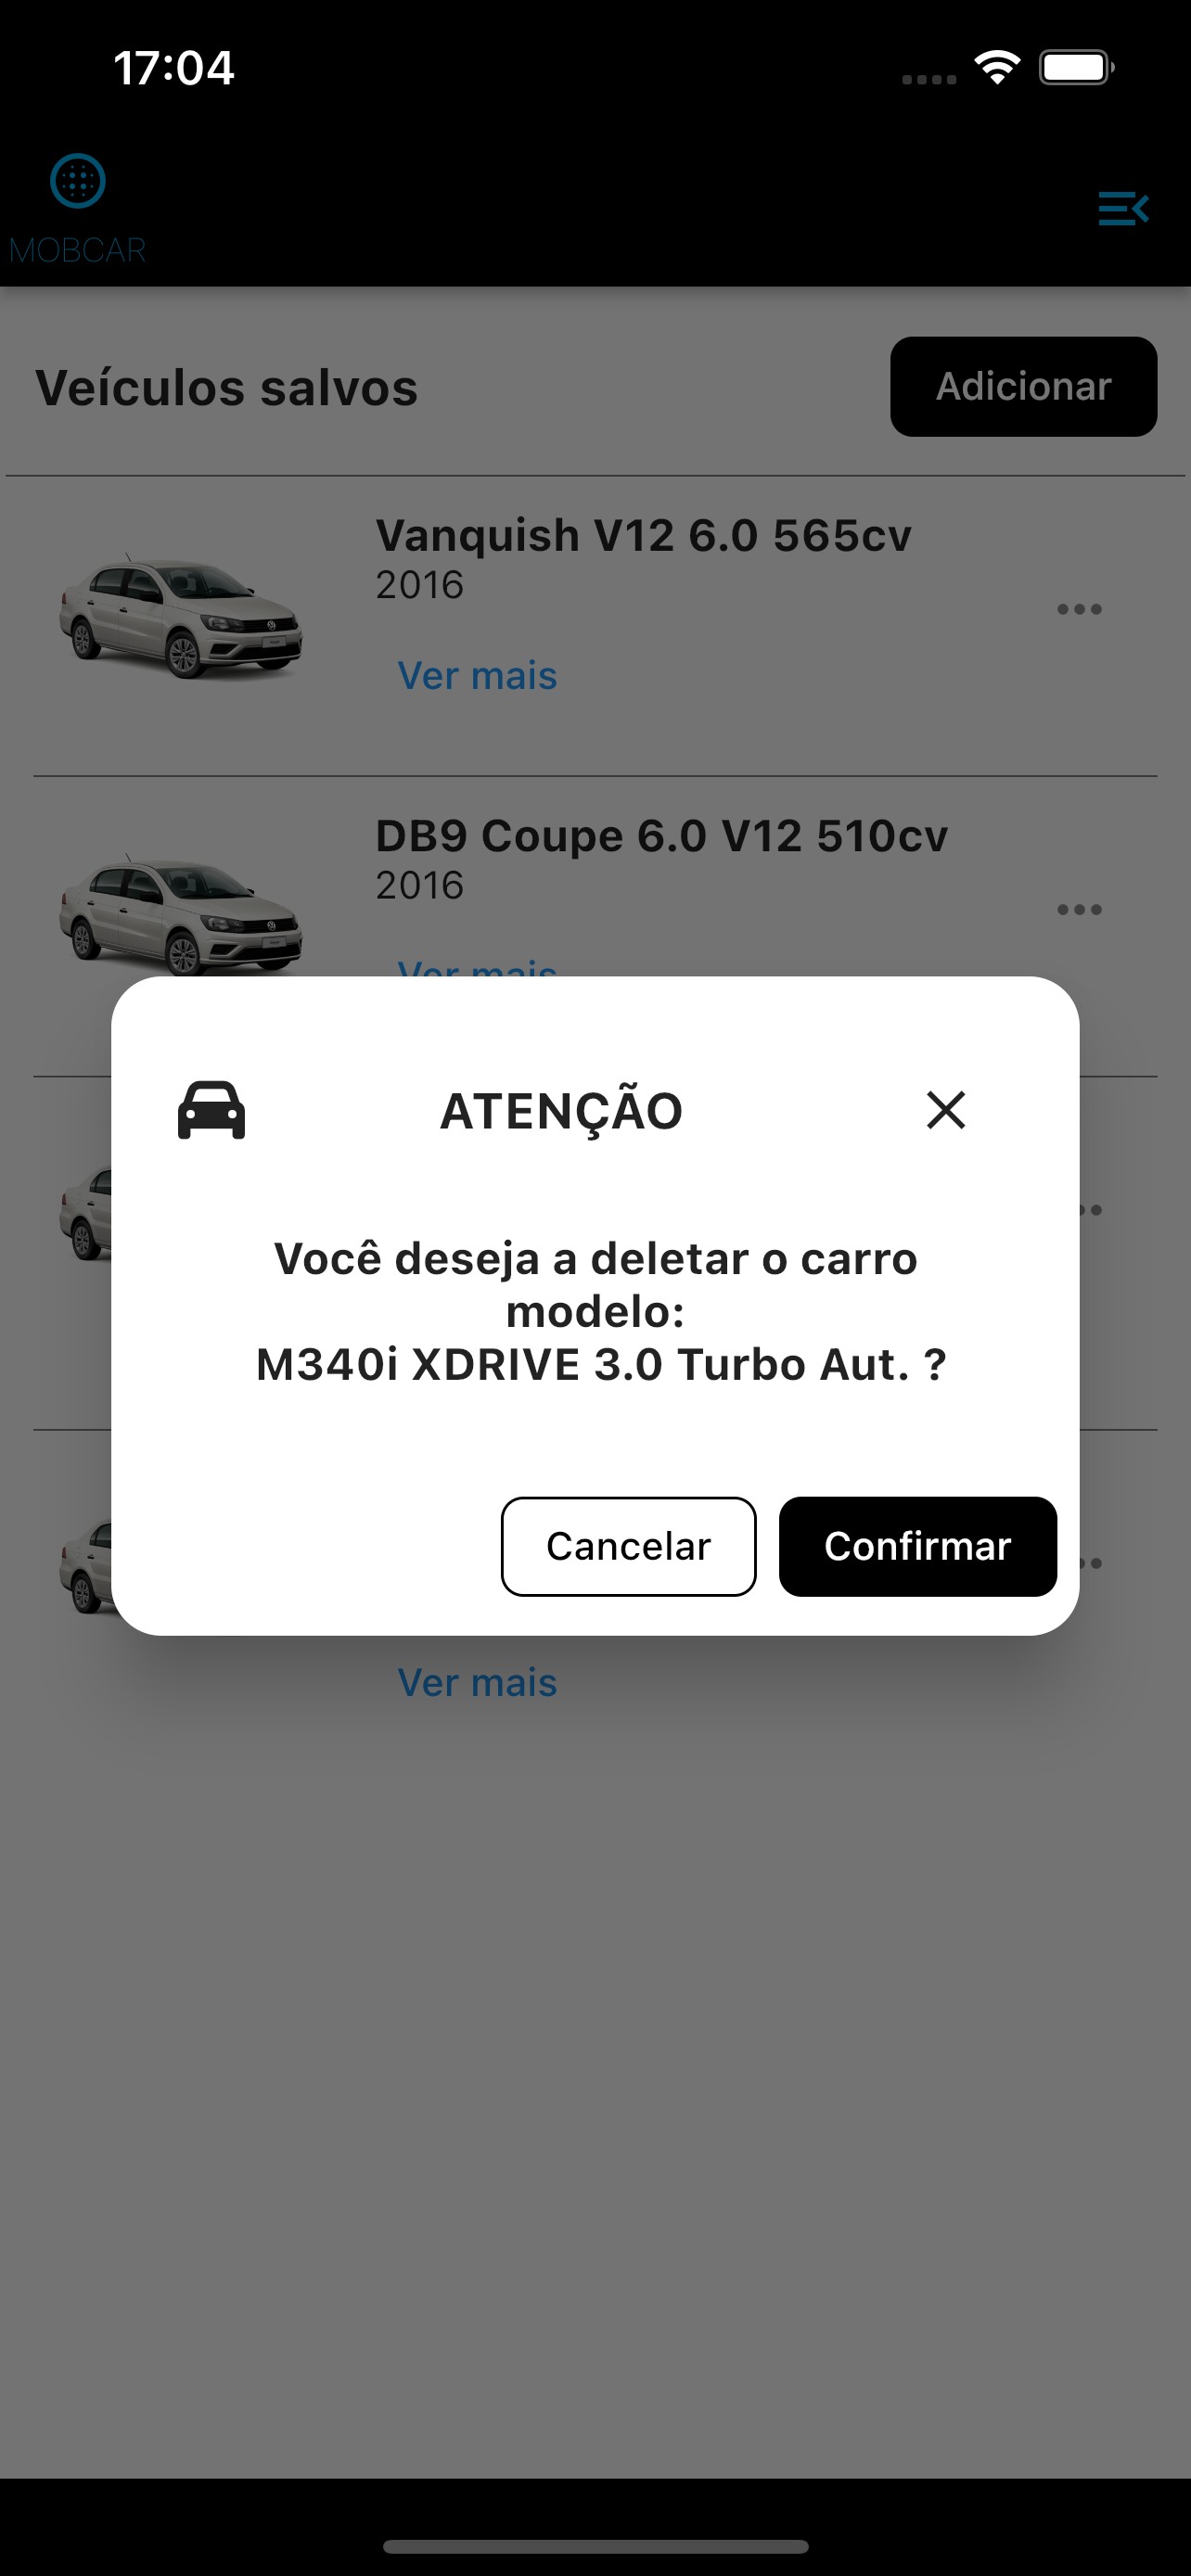 17:04
MOBCAR
Veículos salvos
Adicionar
Vanquish V12 6.0 565cv
2016
Ver mais
DB9 Coupe 6.0 V12 510cv
2016
Ver mais
ATENÇÃO
Você deseja a deletar o carro
modelo:
M340i XDRIVE 3.0 Turbo Aut. ?
Cancelar
Confirmar
Ver mais